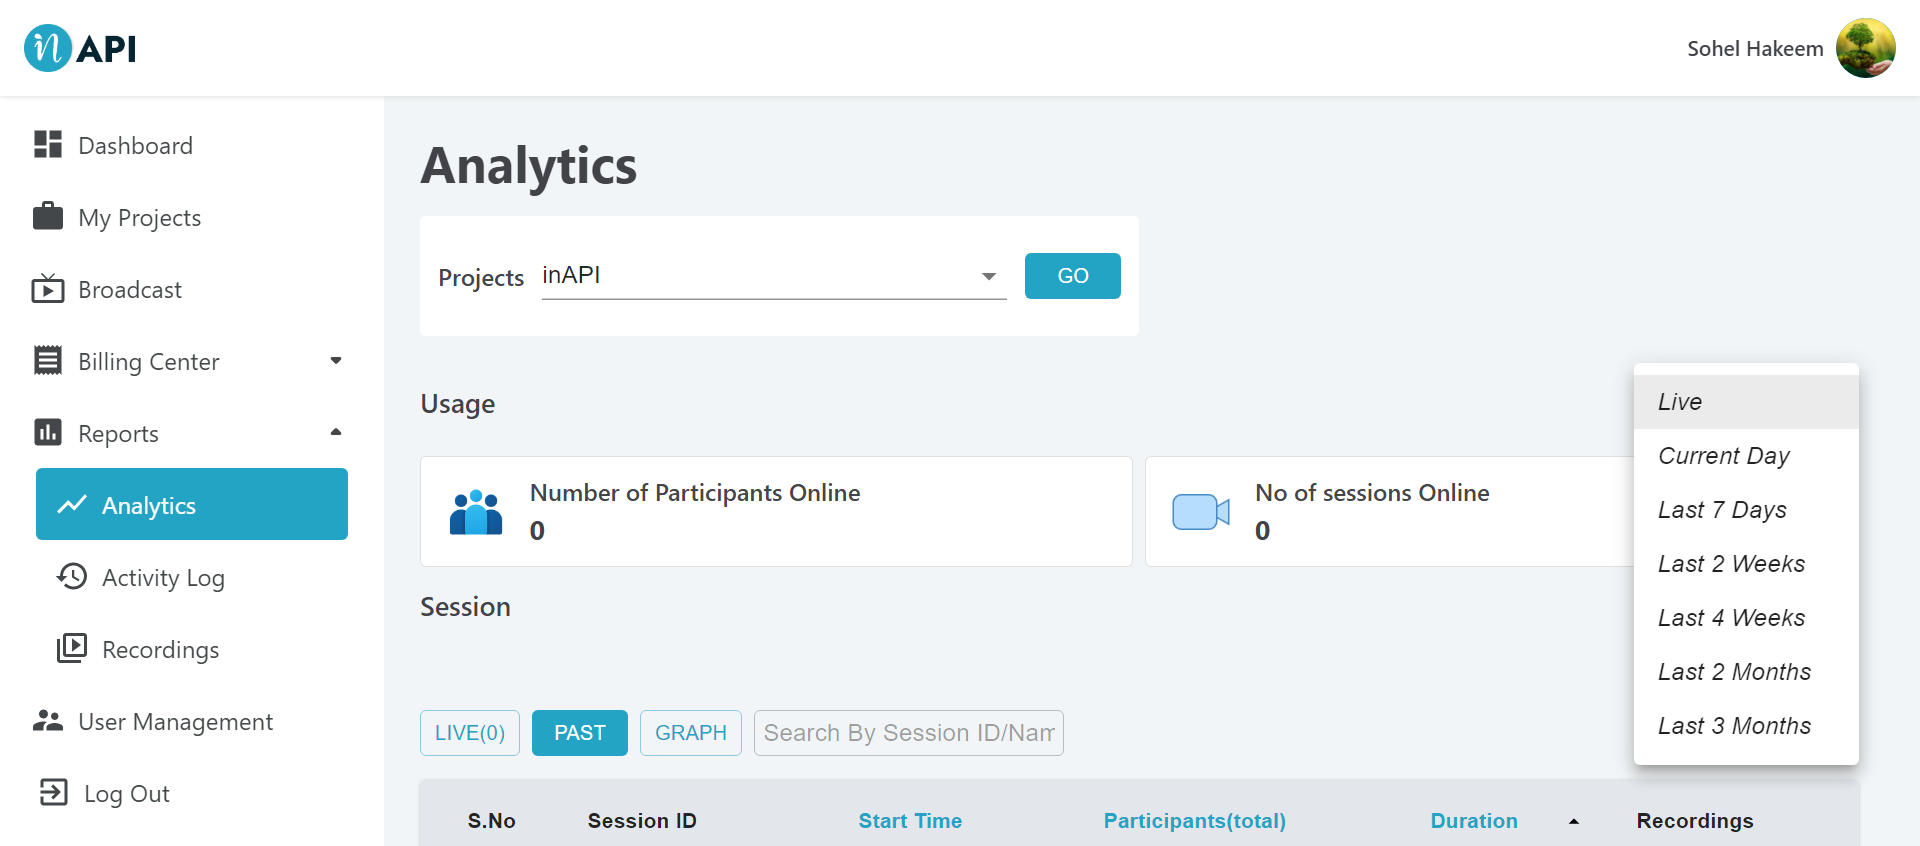 in API
Sohel Hakeem
Dashboard
My Projects
Broadcast
Billing Center
Reports
Analytics
Activity Log
Recordings
User Management
Log Out
Analytics
Projects inAPI GO
Usage
Number of Participants Online
0
No of sessions Online
0
Live
Current Day
Last 7 Days
Last 2 Weeks
Last 4 Weeks
Last 2 Months
Last 3 Months
Session
LIVE(0) PAST GRAPH Search By Session ID/Nam
S.No Session ID Start Time Participants(total) Duration Recordings